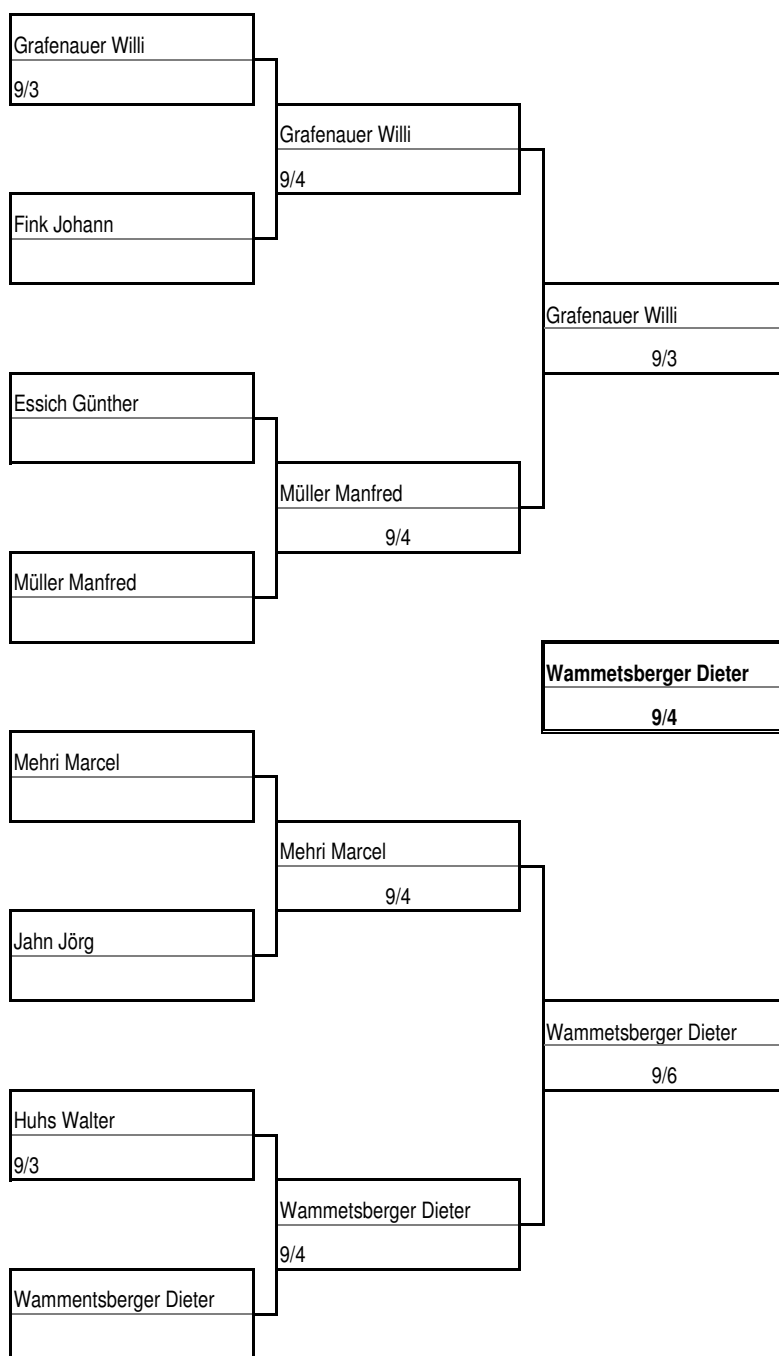 Grafenauer Willi
9/3
Grafenauer Willi
9/4
Fink Johann
Grafenauer Willi
9/3
Essich Günther
Müller Manfred
9/4
Müller Manfred
Wammetsberger Dieter
9/4
Mehri Marcel
Mehri Marcel
9/4
Jahn Jörg
Wammetsberger Dieter
9/6
Huhs Walter
9/3
Wammetsberger Dieter
9/4
Wammentsberger Dieter